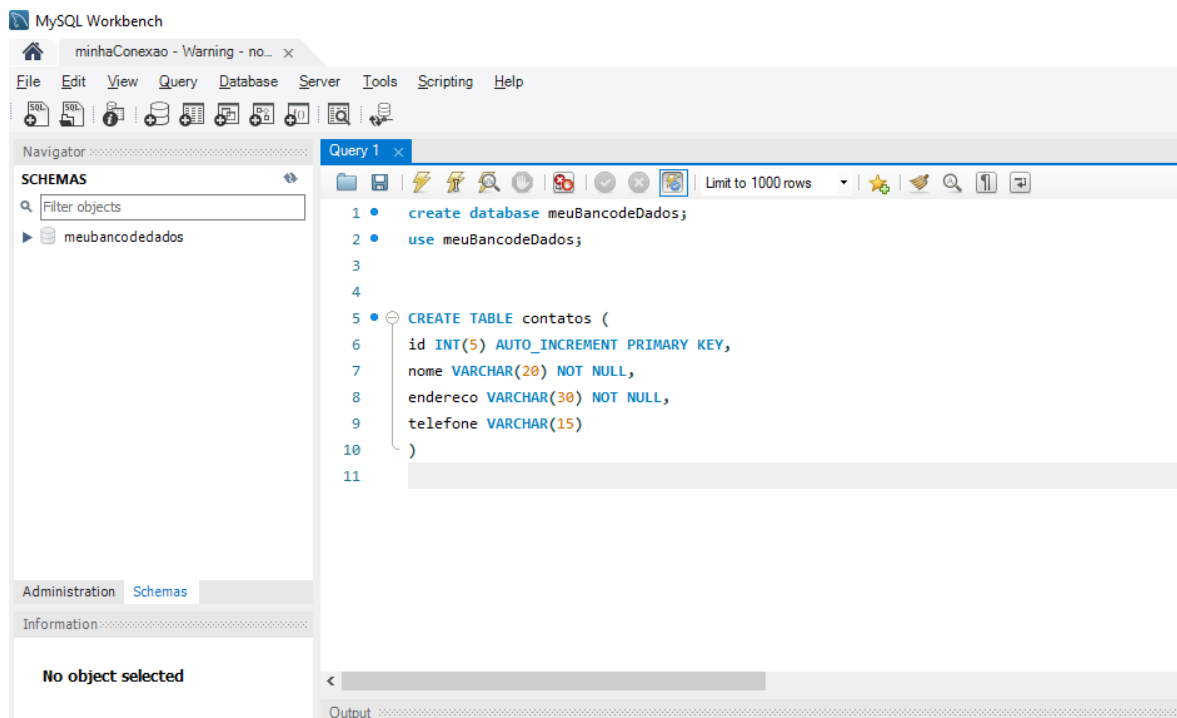 MySQL Workbench
minhaConexao - Warning - no...
File Edit View Query Database Server Tools Scripting Help
Navigator
Query 1
SCHEMAS
Limit to 1000 rows
Filter objects
meubancodedados
1 create database meuBancodeDados;
2 use meuBancodeDados;
3
4
5 CREATE TABLE contatos (
6 id INT(5) AUTO_INCREMENT PRIMARY KEY,
7 nome VARCHAR(20) NOT NULL,
8 endereco VARCHAR(30) NOT NULL,
9 telefone VARCHAR(15)
10 )
11
Administration Schemas
Information
No object selected
Output